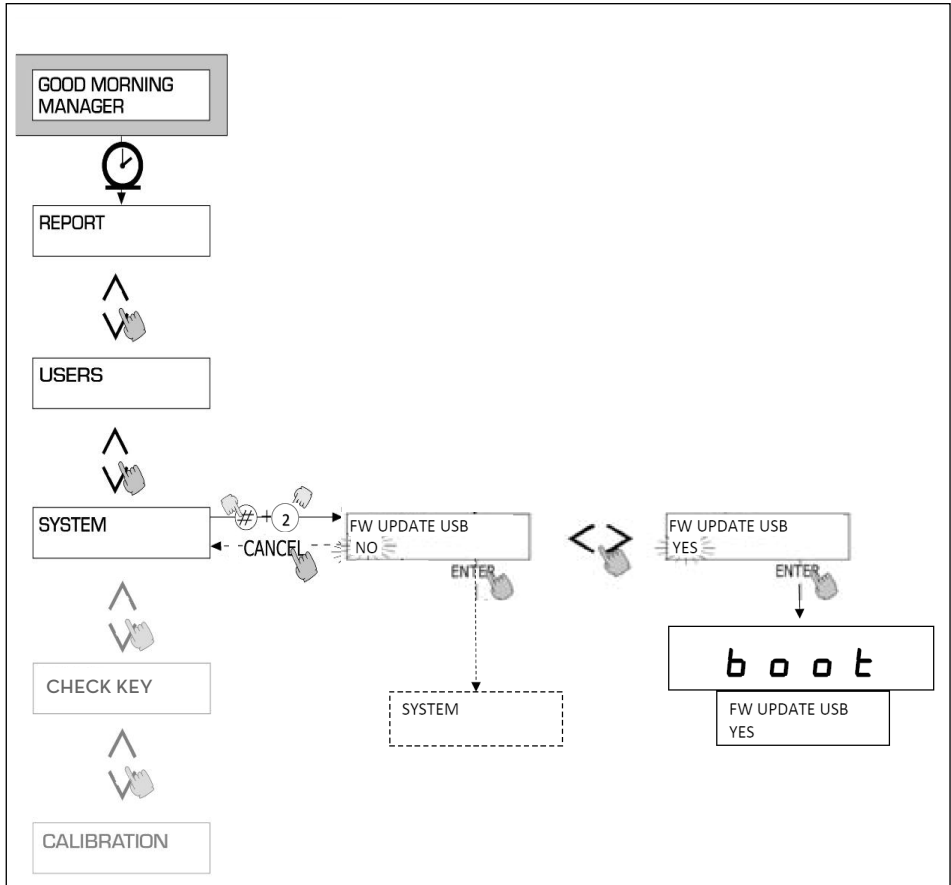 GOOD MORNING
MANAGER
REPORT
USERS
SYSTEM
# + 2
CANCEL
FW UPDATE USB
NO
ENTER
FW UPDATE USB
YES
ENTER
boot
FW UPDATE USB
YES
SYSTEM
CHECK KEY
CALIBRATION